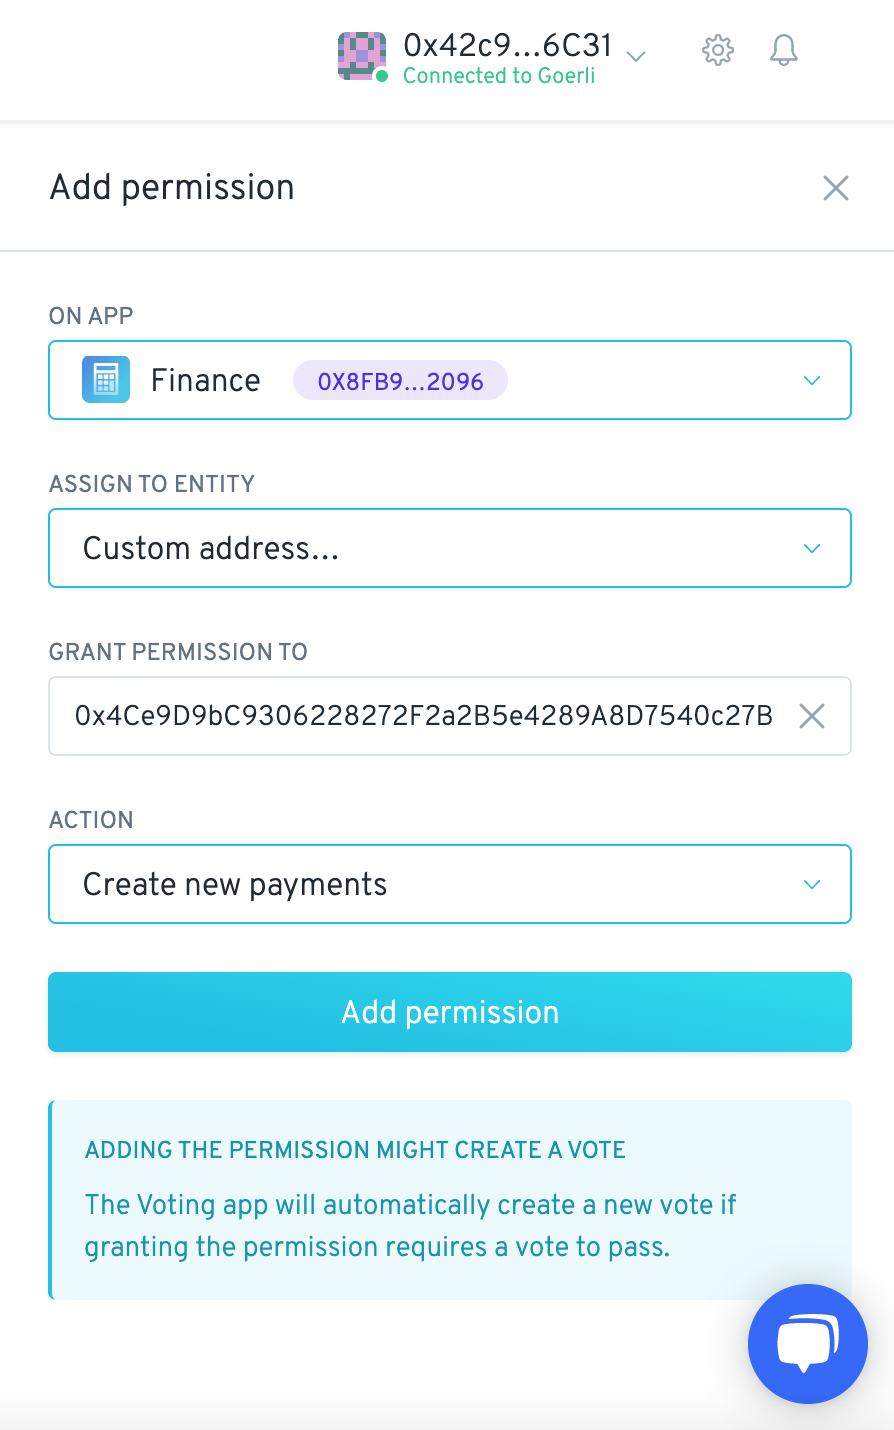 0x42c9…6C31
Connected to Goerli
Add permission
ON APP
Finance 0X8FB9…2096
ASSIGN TO ENTITY
Custom address…
GRANT PERMISSION TO
0x4Ce9D9bC9306228272F2a2B5e4289A8D7540c27B
ACTION
Create new payments
Add permission
ADDING THE PERMISSION MIGHT CREATE A VOTE
The Voting app will automatically create a new vote if
granting the permission requires a vote to pass.